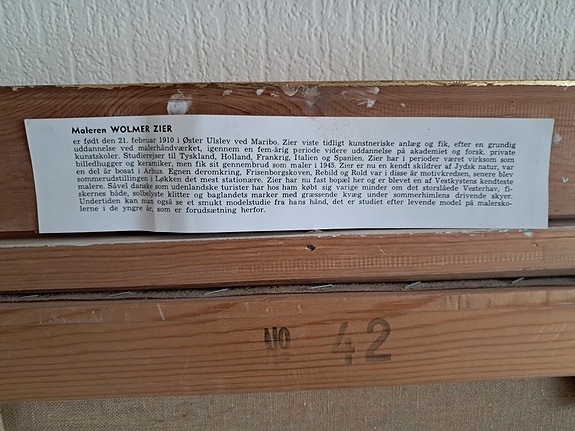 Maleren WOLMER ZIER
er født den 21. februar 1910 i Øster Ulslev ved Maribo. Zier viste tidligt kunstneriske anlæg og fik, efter en grundig
uddannelse ved malerhåndværket, igennem en fem-årig periode videre uddannelse på akademiet og forsk. private
kunstskoler. Studierejser til Tyskland, Holland, Frankrig, Italien og Spanien. Zier har i perioder været virksom som
billedhugger og keramiker, men fik sit gennembrud som maler i 1945. Zier er nu en kendt skildrer af Jydsk natur, var
en del år bosat i Århus. Egnen deromkring, Frisenborgskoven, Rebild og Rold var i disse år motivkredsen, senere blev
sommerudstillingen i Løkken det mest stationære. Zier har nu fast bopæl her og er blevet en af Vestkystens kendteste
malere. Såvel danske som udenlandske turister har hos ham købt sig varige minder om det storslåede Vesterhav, fi-
skernes både, solbelyste klitter og baglandets marker med græssende kvæg under sommerhimlens drivende skyer.
Undertiden kan man også se et smukt modelstudie fra hans hånd, det er studiet efter levende model på malersko-
lerne i de yngre år, som er forudsætning herfor.
NO 42